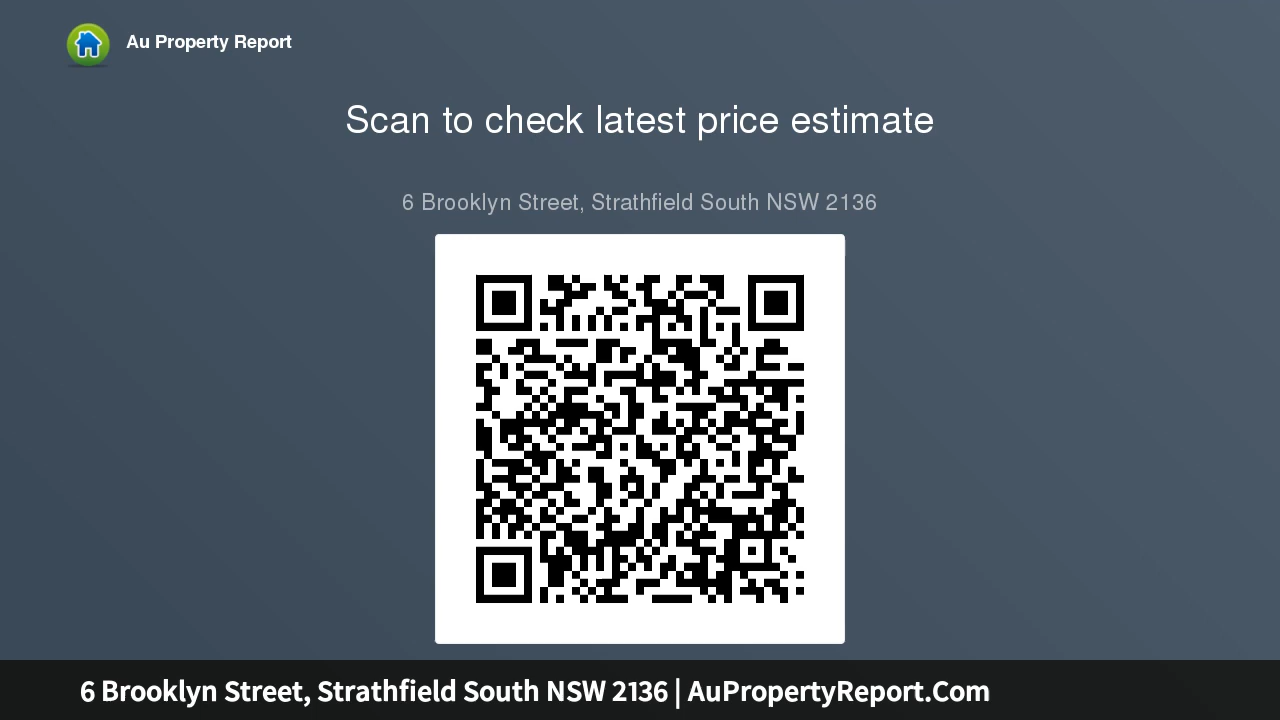 Au Property Report
Scan to check latest price estimate
6 Brooklyn Street, Strathfield South NSW 2136
6 Brooklyn Street, Strathfield South NSW 2136 | AuPropertyReport.Com